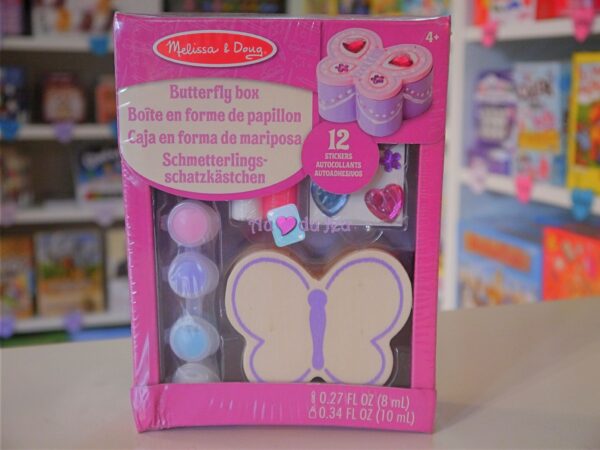 Melissa & Doug
4+
Butterfly box
Boîte en forme de papillon
Caja en forma de mariposa
Schmetterlings-
schatzkästchen
12
STICKERS
AUTOCOLLANTS
AUTOADHESIVOS
0.27 FL OZ (8 mL)
0.34 FL OZ (10 mL)